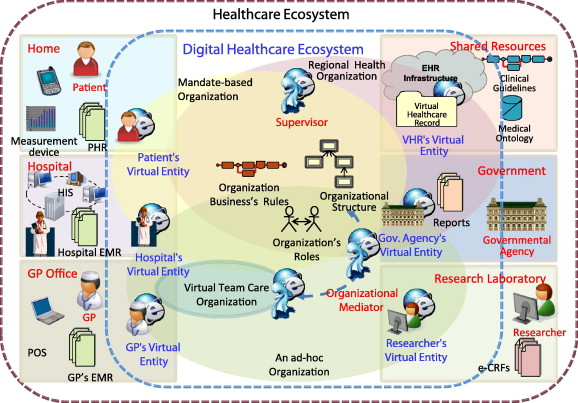 Healthcare Ecosystem
Digital Healthcare Ecosystem
Home
Patient
Measurement
device
PHR
Mandate-based
Organization
Regional Health
Organization
Supervisor
Patient's
Virtual Entity
Shared Resources
EHR
Infrastructure
Virtual
Healthcare
Record
Clinical
Guidelines
Medical
Ontology
VHR's Virtual
Entity
Hospital
HIS
Hospital EMR
Hospital's
Virtual Entity
Organization
Business's Rules
Organizational
Structure
Organization's
Roles
Government
Reports
Gov. Agency's
Virtual Entity
Governmental
Agency
GP Office
GP
POS
GP's EMR
GP's Virtual
Entity
Virtual Team Care
Organization
Organizational
Mediator
An ad-hoc
Organization
Research Laboratory
Researcher's
Virtual Entity
Researcher
e-CRFs